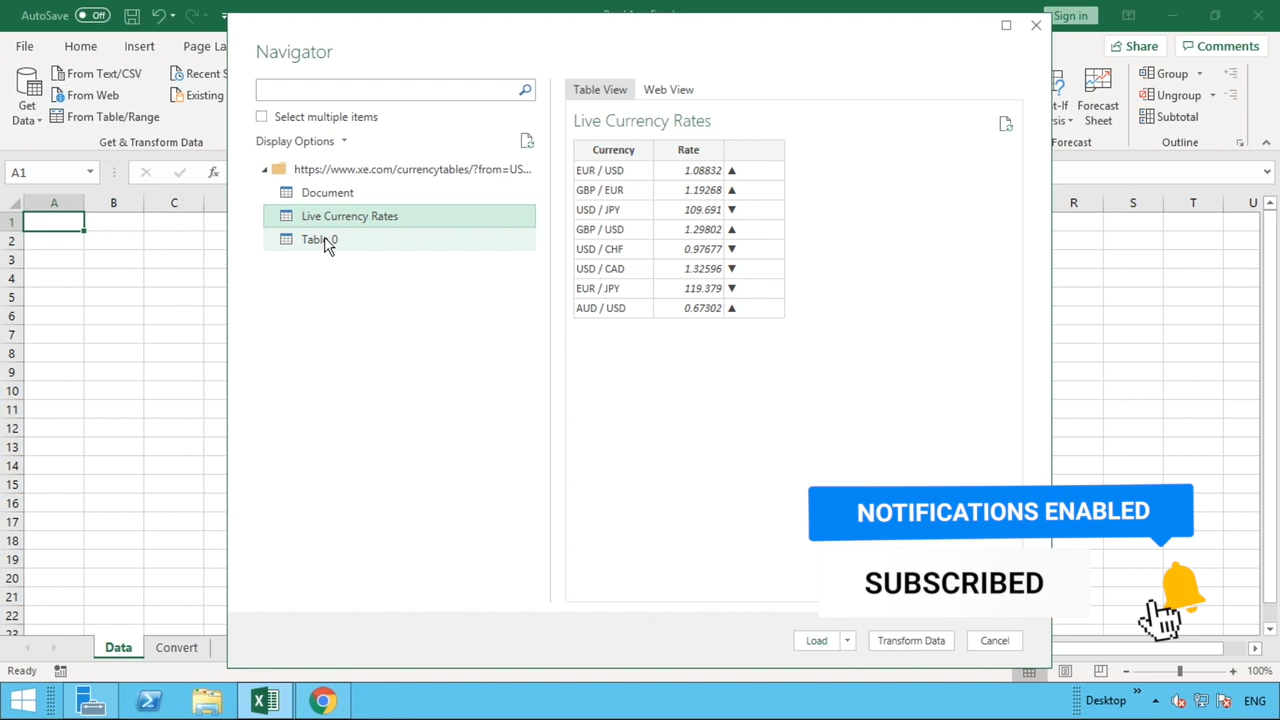 AutoSave Off
Sign in
File Home Insert Page La
Share Comments
Get Data
From Text/CSV
From Web
From Table/Range
Recent S
Existing
Get & Transform Data
t-If
is
Forecast Sheet
orecast
Group
Ungroup
Subtotal
Outline
A1
fx
A B C R S T U
1
2
3
4
5
6
7
8
9
10
11
12
13
14
15
16
17
18
19
20
21
22
Navigator
Select multiple items
Display Options
https://www.xe.com/currencytables/?from=US...
Document
Live Currency Rates
Table 0
Table View Web View
Live Currency Rates
Currency Rate
EUR / USD 1.08832 ▲
GBP / EUR 1.19268 ▲
USD / JPY 109.691 ▼
GBP / USD 1.29802 ▲
USD / CHF 0.97677 ▼
USD / CAD 1.32596 ▼
EUR / JPY 119.379 ▼
AUD / USD 0.67302 ▲
NOTIFICATIONS ENABLED
SUBSCRIBED
Load Transform Data Cancel
Data Convert
Ready
100%
Desktop
ENG